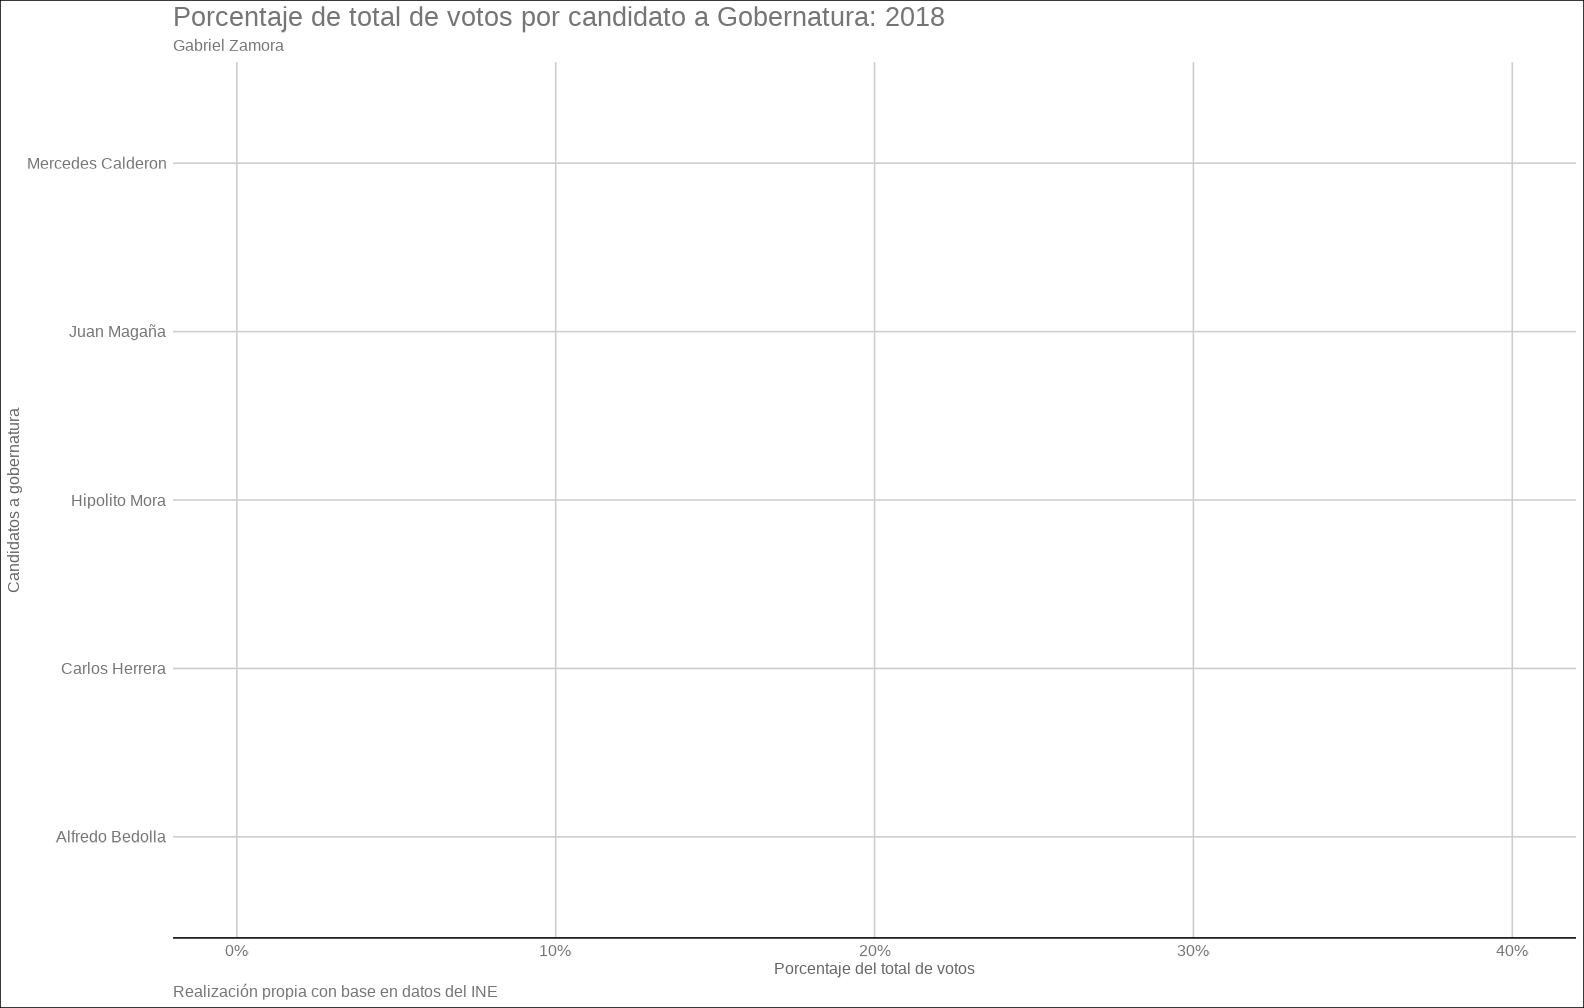 Porcentaje de total de votos por candidato a Gobernatura: 2018
Gabriel Zamora
Candidatos a gobernatura
Mercedes Calderon
Juan Magaña
Hipolito Mora
Carlos Herrera
Alfredo Bedolla
0% 10% 20% 30% 40%
Porcentaje del total de votos
Realización propia con base en datos del INE